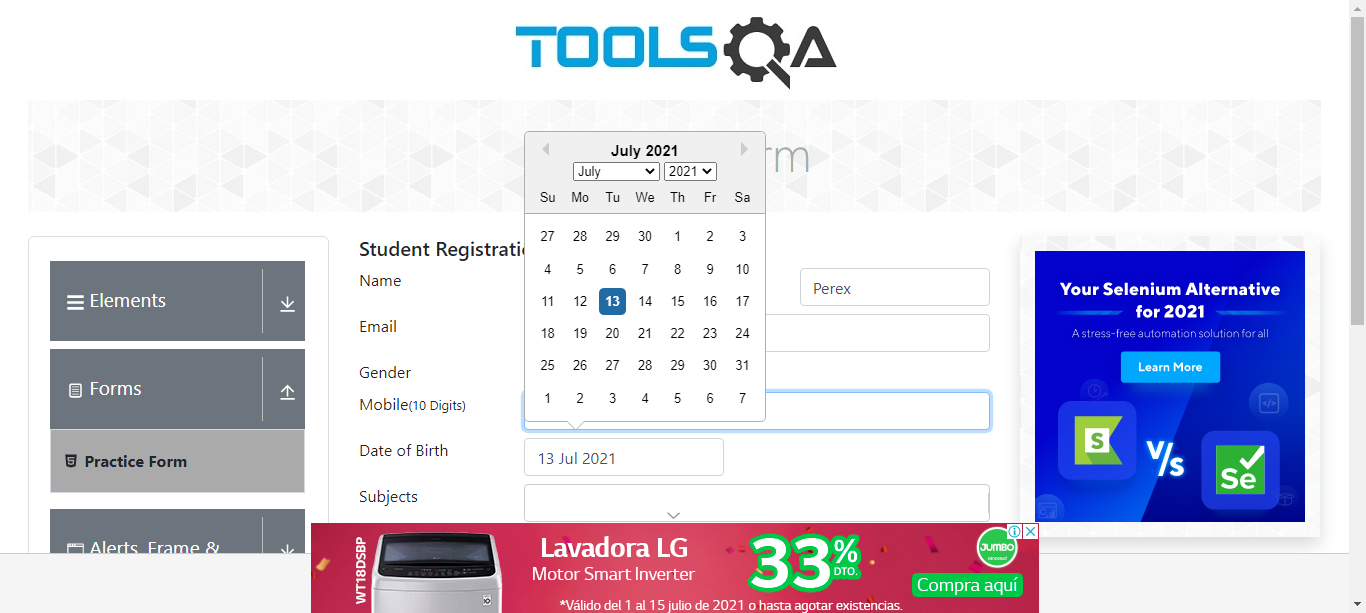 TOOLSQA
rm
July 2021
July 2021
Su Mo Tu We Th Fr Sa
27 28 29 30 1 2 3
4 5 6 7 8 9 10
11 12 13 14 15 16 17
18 19 20 21 22 23 24
25 26 27 28 29 30 31
1 2 3 4 5 6 7
Elements
Forms
Practice Form
Alerts, Frame &
Student Registrati
Name
Perex
Email
Gender
Mobile(10 Digits)
Date of Birth
13 Jul 2021
Subjects
Your Selenium Alternative
for 2021
A stress-free automation solution for all
Learn More
S
V/s
Se
WT18DSBP
Lavadora LG
Motor Smart Inverter
33%
DTO.
JUMBO
Compra aquí
*Válido del 1 al 15 julio de 2021 o hasta agotar existencias.